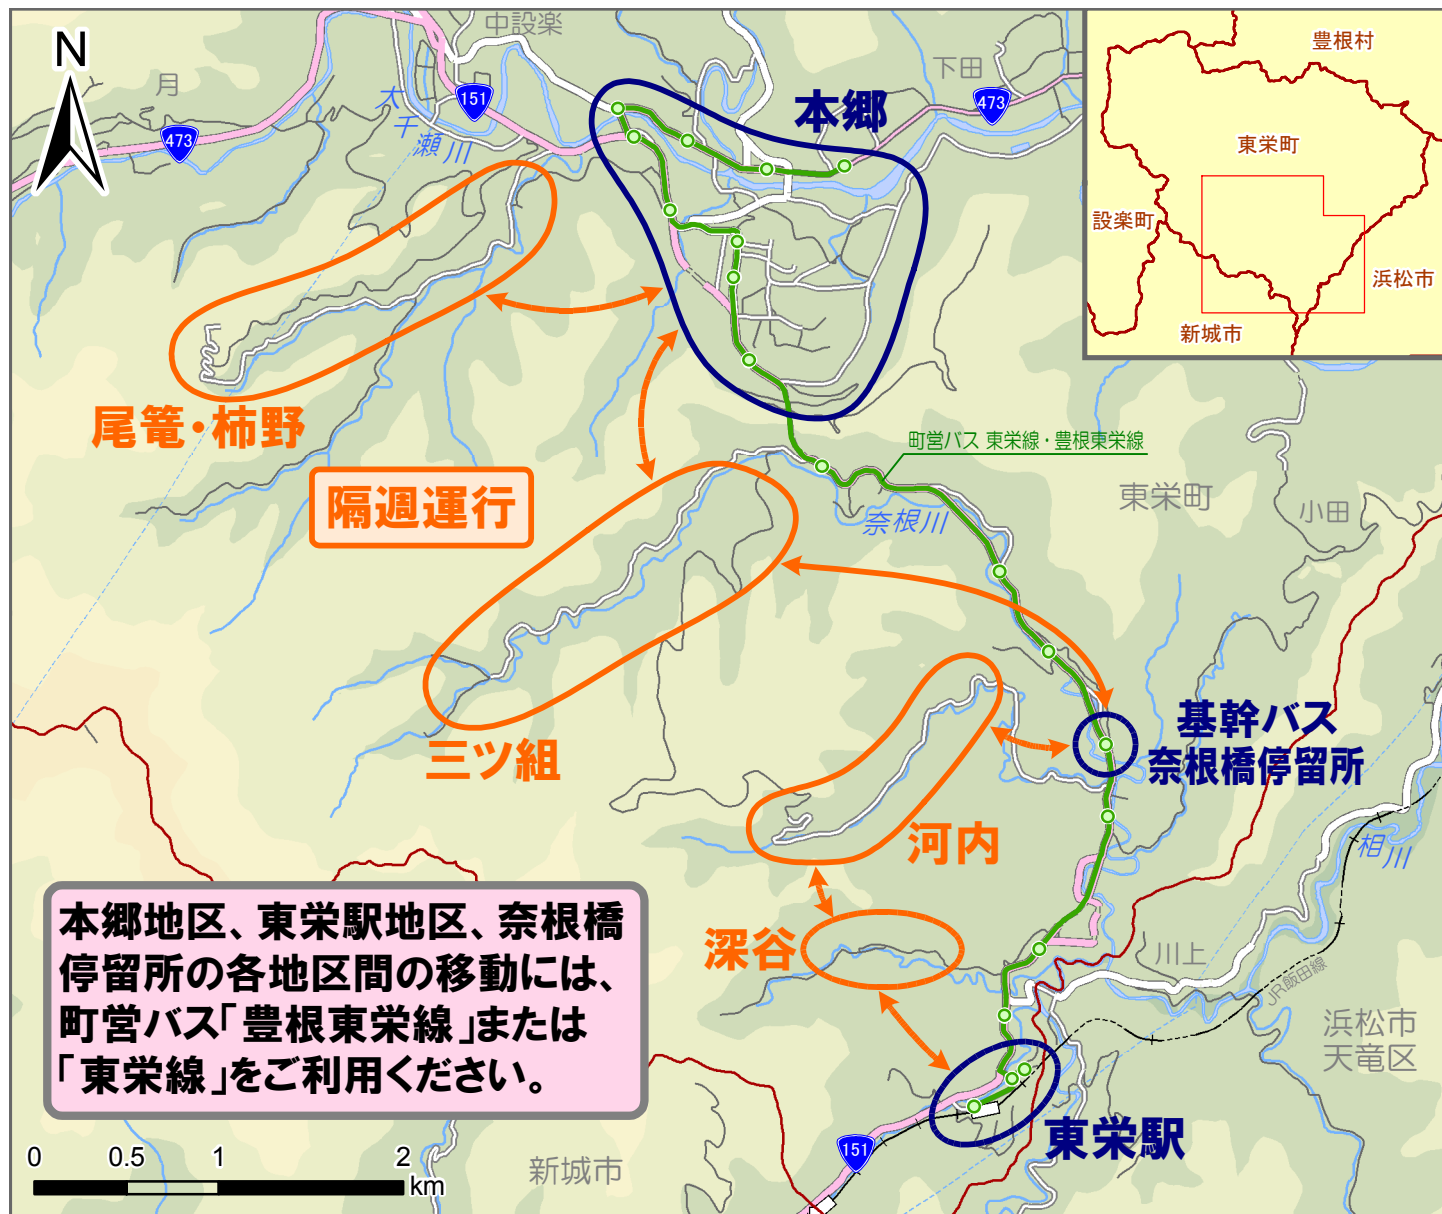 N
中設楽
月
473
151
大千瀬川
本郷
下田
473
豊根村
東栄町
設楽町
浜松市
新城市
尾篭・柿野
隔週運行
町営バス 東栄線・豊根東栄線
奈根川
東栄町
小田
三ツ組
基幹バス
奈根橋停留所
河内
相川
深谷
川上
JR飯田線
浜松市
天竜区
本郷地区、東栄駅地区、奈根橋
停留所の各地区間の移動には、
町営バス「豊根東栄線」または
「東栄線」をご利用ください。
東栄駅
151
新城市
0 0.5 1 2
km